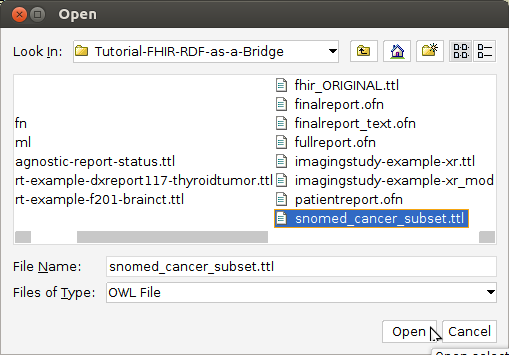 Open
Look In: Tutorial-FHIR-RDF-as-a-Bridge
fn
ml
agnostic-report-status.ttl
rt-example-dxreport117-thyroidtumor.ttl
rt-example-f201-brainct.ttl
fhir_ORIGINAL.ttl
finalreport.ofn
finalreport_text.ofn
fullreport.ofn
imagingstudy-example-xr.ttl
imagingstudy-example-xr_mod
patientreport.ofn
snomed_cancer_subset.ttl
File Name: snomed_cancer_subset.ttl
Files of Type: OWL File
Open Cancel